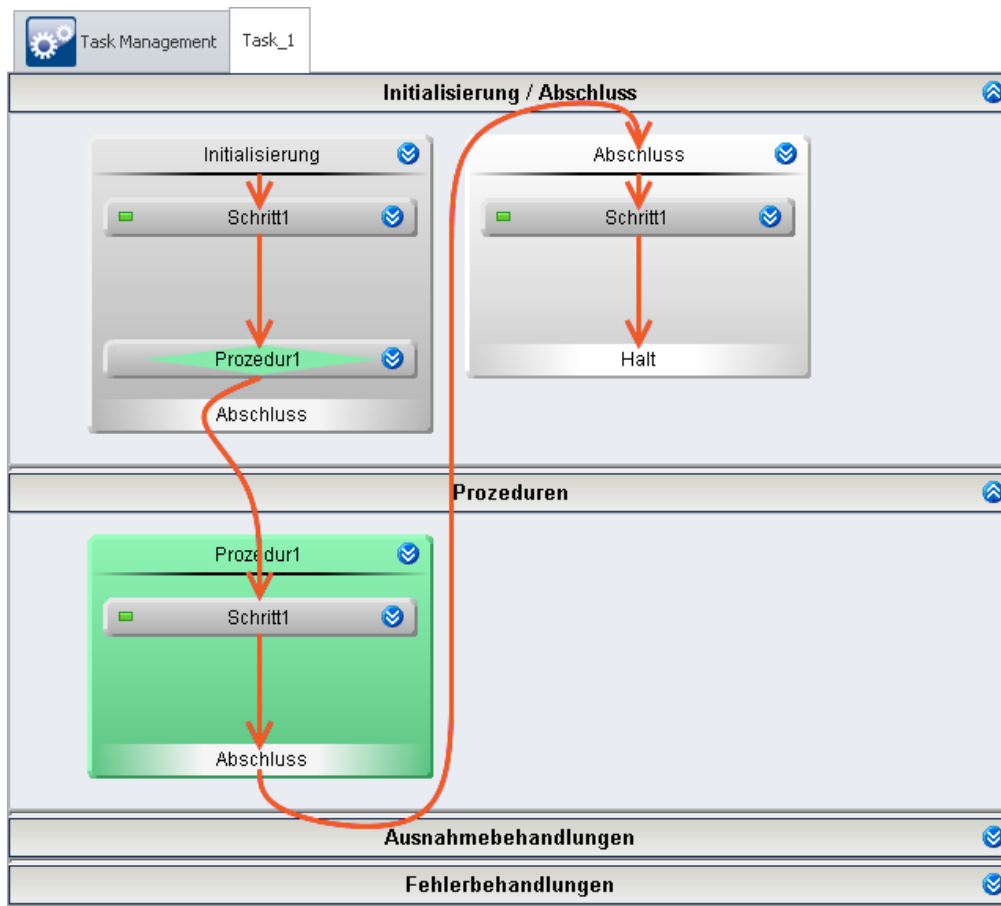 Task Management
Task_1
Initialisierung / Abschluss
Initialisierung
Schritt1
Prozedur1
Abschluss
Abschluss
Schritt1
Halt
Prozeduren
Prozedur1
Schritt1
Abschluss
Ausnahmebehandlungen
Fehlerbehandlungen